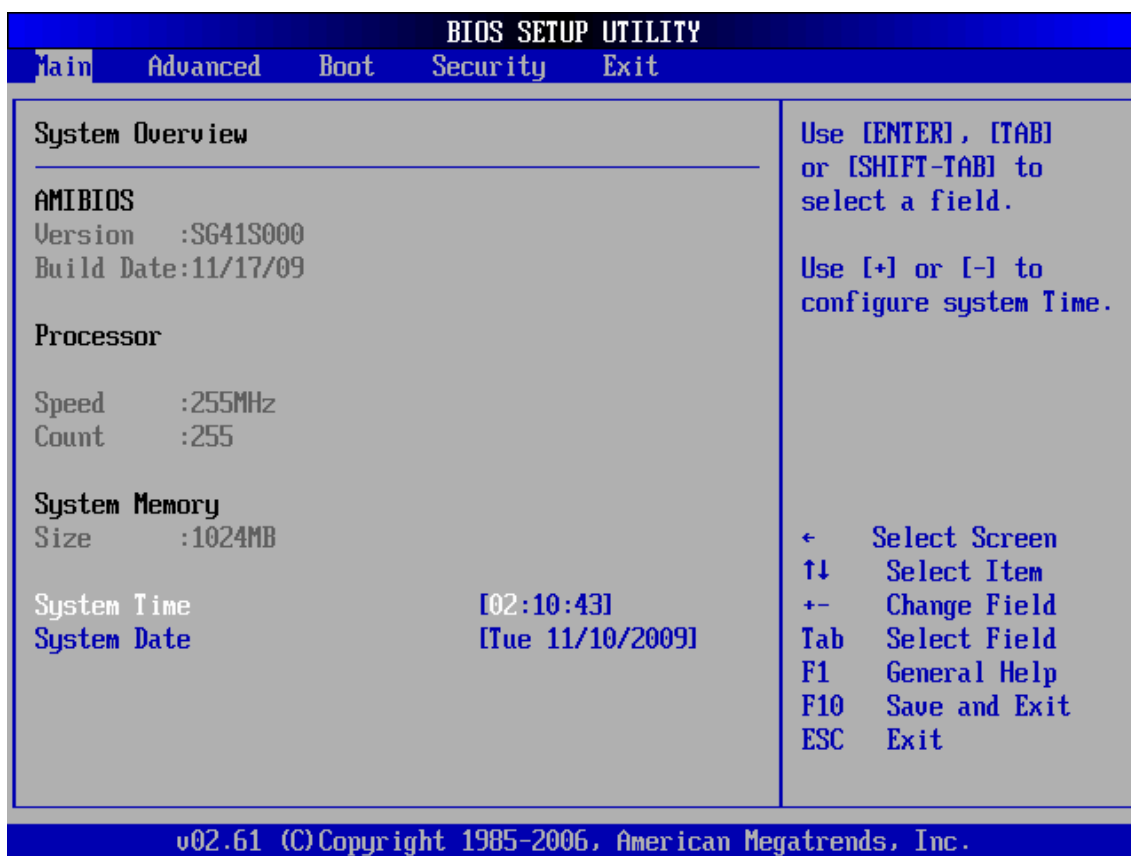 BIOS SETUP UTILITY
Main Advanced Boot Security Exit
System Overview
AMIBIOS
Version :SG41S000
Build Date:11/17/09
Processor
Speed :255MHz
Count :255
System Memory
Size :1024MB
System Time [02:10:43]
System Date [Tue 11/10/2009]
Use [ENTER], [TAB]
or [SHIFT-TAB] to
select a field.
Use [+] or [-] to
configure system Time.
← Select Screen
↑↓ Select Item
+- Change Field
Tab Select Field
F1 General Help
F10 Save and Exit
ESC Exit
v02.61 (C)Copyright 1985-2006, American Megatrends, Inc.